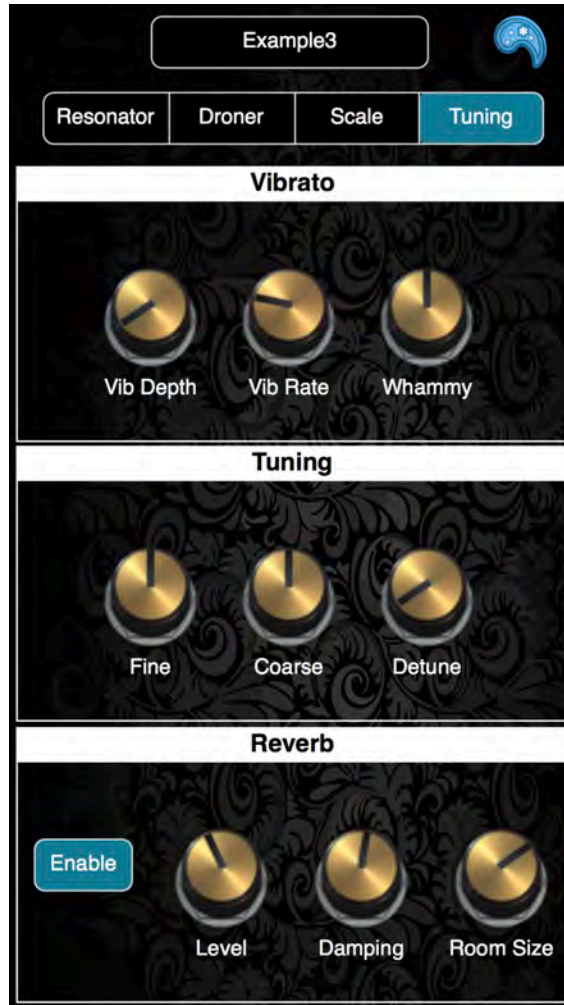 Example3
Resonator Droner Scale Tuning
Vibrato
Vib Depth Vib Rate Whammy
Tuning
Fine Coarse Detune
Reverb
Enable
Level Damping Room Size